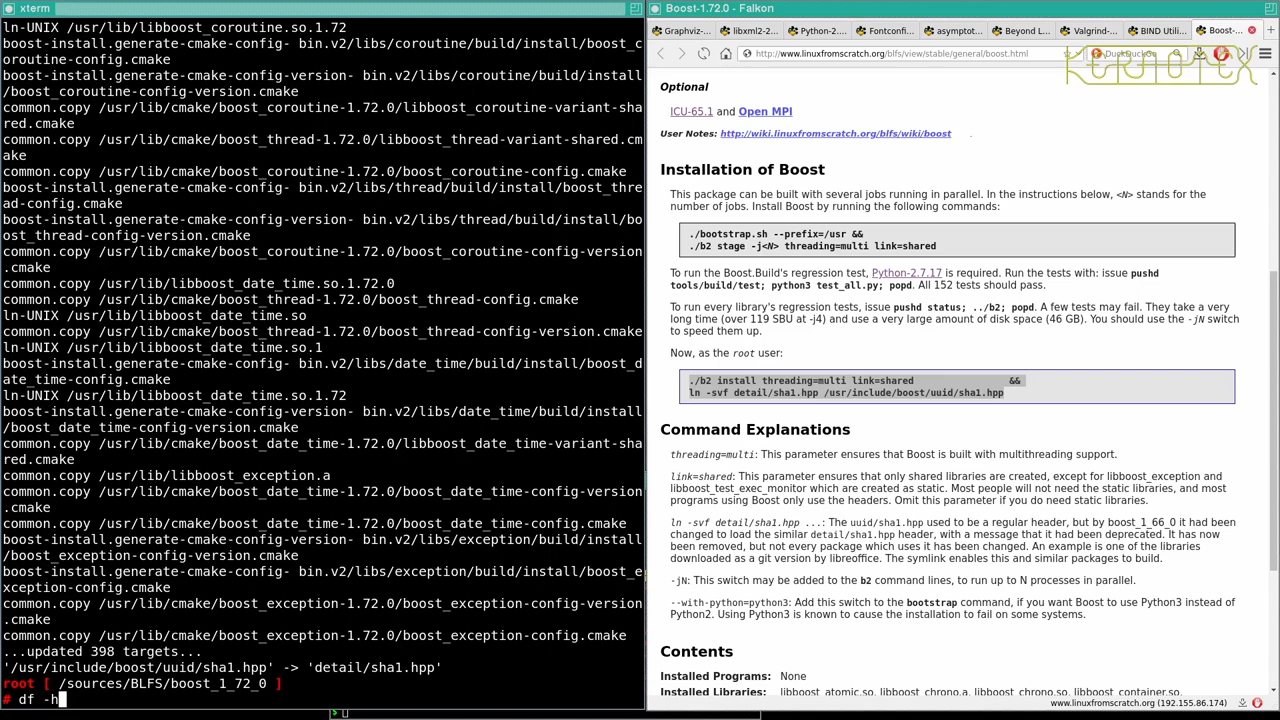 xterm
ln-UNIX /usr/lib/libboost_coroutine.so.1.72
boost-install.generate-cmake-config- bin.v2/libs/coroutine/build/install/boost_c
oroutine-config.cmake
boost-install.generate-cmake-config-version- bin.v2/libs/coroutine/build/install
/boost_coroutine-config-version.cmake
common.copy /usr/lib/cmake/boost_coroutine-1.72.0/libboost_coroutine-variant-sha
red.cmake
common.copy /usr/lib/cmake/boost_thread-1.72.0/libboost_thread-variant-shared.cm
ake
common.copy /usr/lib/cmake/boost_coroutine-1.72.0/boost_coroutine-config.cmake
boost-install.generate-cmake-config- bin.v2/libs/thread/build/install/boost_thre
ad-config.cmake
boost-install.generate-cmake-config-version- bin.v2/libs/thread/build/install/bo
ost_thread-config-version.cmake
common.copy /usr/lib/cmake/boost_coroutine-1.72.0/boost_coroutine-config-version
.cmake
common.copy /usr/lib/libboost_date_time.so.1.72.0
common.copy /usr/lib/cmake/boost_thread-1.72.0/boost_thread-config.cmake
ln-UNIX /usr/lib/libboost_date_time.so
common.copy /usr/lib/cmake/boost_thread-1.72.0/boost_thread-config-version.cmake
ln-UNIX /usr/lib/libboost_date_time.so.1
boost-install.generate-cmake-config- bin.v2/libs/date_time/build/install/boost_d
ate_time-config.cmake
ln-UNIX /usr/lib/libboost_date_time.so.1.72
boost-install.generate-cmake-config-version- bin.v2/libs/date_time/build/install
/boost_date_time-config-version.cmake
common.copy /usr/lib/cmake/boost_date_time-1.72.0/libboost_date_time-variant-sha
red.cmake
common.copy /usr/lib/libboost_exception.a
common.copy /usr/lib/cmake/boost_date_time-1.72.0/boost_date_time-config-version
.cmake
common.copy /usr/lib/cmake/boost_date_time-1.72.0/boost_date_time-config.cmake
boost-install.generate-cmake-config-version- bin.v2/libs/exception/build/install
/boost_exception-config-version.cmake
boost-install.generate-cmake-config- bin.v2/libs/exception/build/install/boost_e
xception-config.cmake
common.copy /usr/lib/cmake/boost_exception-1.72.0/boost_exception-config-version
.cmake
common.copy /usr/lib/cmake/boost_exception-1.72.0/boost_exception-config.cmake
...updated 398 targets...
'/usr/include/boost/uuid/sha1.hpp' -> 'detail/sha1.hpp'
root [ /sources/BLFS/boost_1_72_0 ]
# df -h
$
Boost-1.72.0 - Falkon
Graphviz-... libxml2-2... Python-2.... Fontconfi... asymptot... Beyond L... Valgrind-... BIND Utili... Boost-...
http://www.linuxfromscratch.org/blfs/view/stable/general/boost.html DuckDuckGo
KERNOTEX
Optional
ICU-65.1 and Open MPI
User Notes: http://wiki.linuxfromscratch.org/blfs/wiki/boost .
Installation of Boost
This package can be built with several jobs running in parallel. In the instructions below, <N> stands for the
number of jobs. Install Boost by running the following commands:
./bootstrap.sh --prefix=/usr &&
./b2 stage -j<N> threading=multi link=shared
To run the Boost.Build's regression test, Python-2.7.17 is required. Run the tests with: issue pushd
tools/build/test; python3 test_all.py; popd. All 152 tests should pass.
To run every library's regression tests, issue pushd status; ../b2; popd. A few tests may fail. They take a very
long time (over 119 SBU at -j4) and use a very large amount of disk space (46 GB). You should use the -jN switch
to speed them up.
Now, as the root user:
./b2 install threading=multi link=shared &&
ln -svf detail/sha1.hpp /usr/include/boost/uuid/sha1.hpp
Command Explanations
threading=multi: This parameter ensures that Boost is built with multithreading support.
link=shared: This parameter ensures that only shared libraries are created, except for libboost_exception and
libboost_test_exec_monitor which are created as static. Most people will not need the static libraries, and most
programs using Boost only use the headers. Omit this parameter if you do need static libraries.
ln -svf detail/sha1.hpp ...: The uuid/sha1.hpp used to be a regular header, but by boost_1_66_0 it had been
changed to load the similar detail/sha1.hpp header, with a message that it had been deprecated. It has now
been removed, but not every package which uses it has been changed. An example is one of the libraries
downloaded as a git version by libreoffice. The symlink enables this and similar packages to build.
-jN: This switch may be added to the b2 command lines, to run up to N processes in parallel.
--with-python=python3: Add this switch to the bootstrap command, if you want Boost to use Python3 instead of
Python2. Using Python3 is known to cause the installation to fail on some systems.
Contents
Installed Programs: None
Installed Libraries: libboost_atomic.so, libboost_chrono.a, libboost_chrono.so, libboost_container.so,
www.linuxfromscratch.org (192.155.86.174)